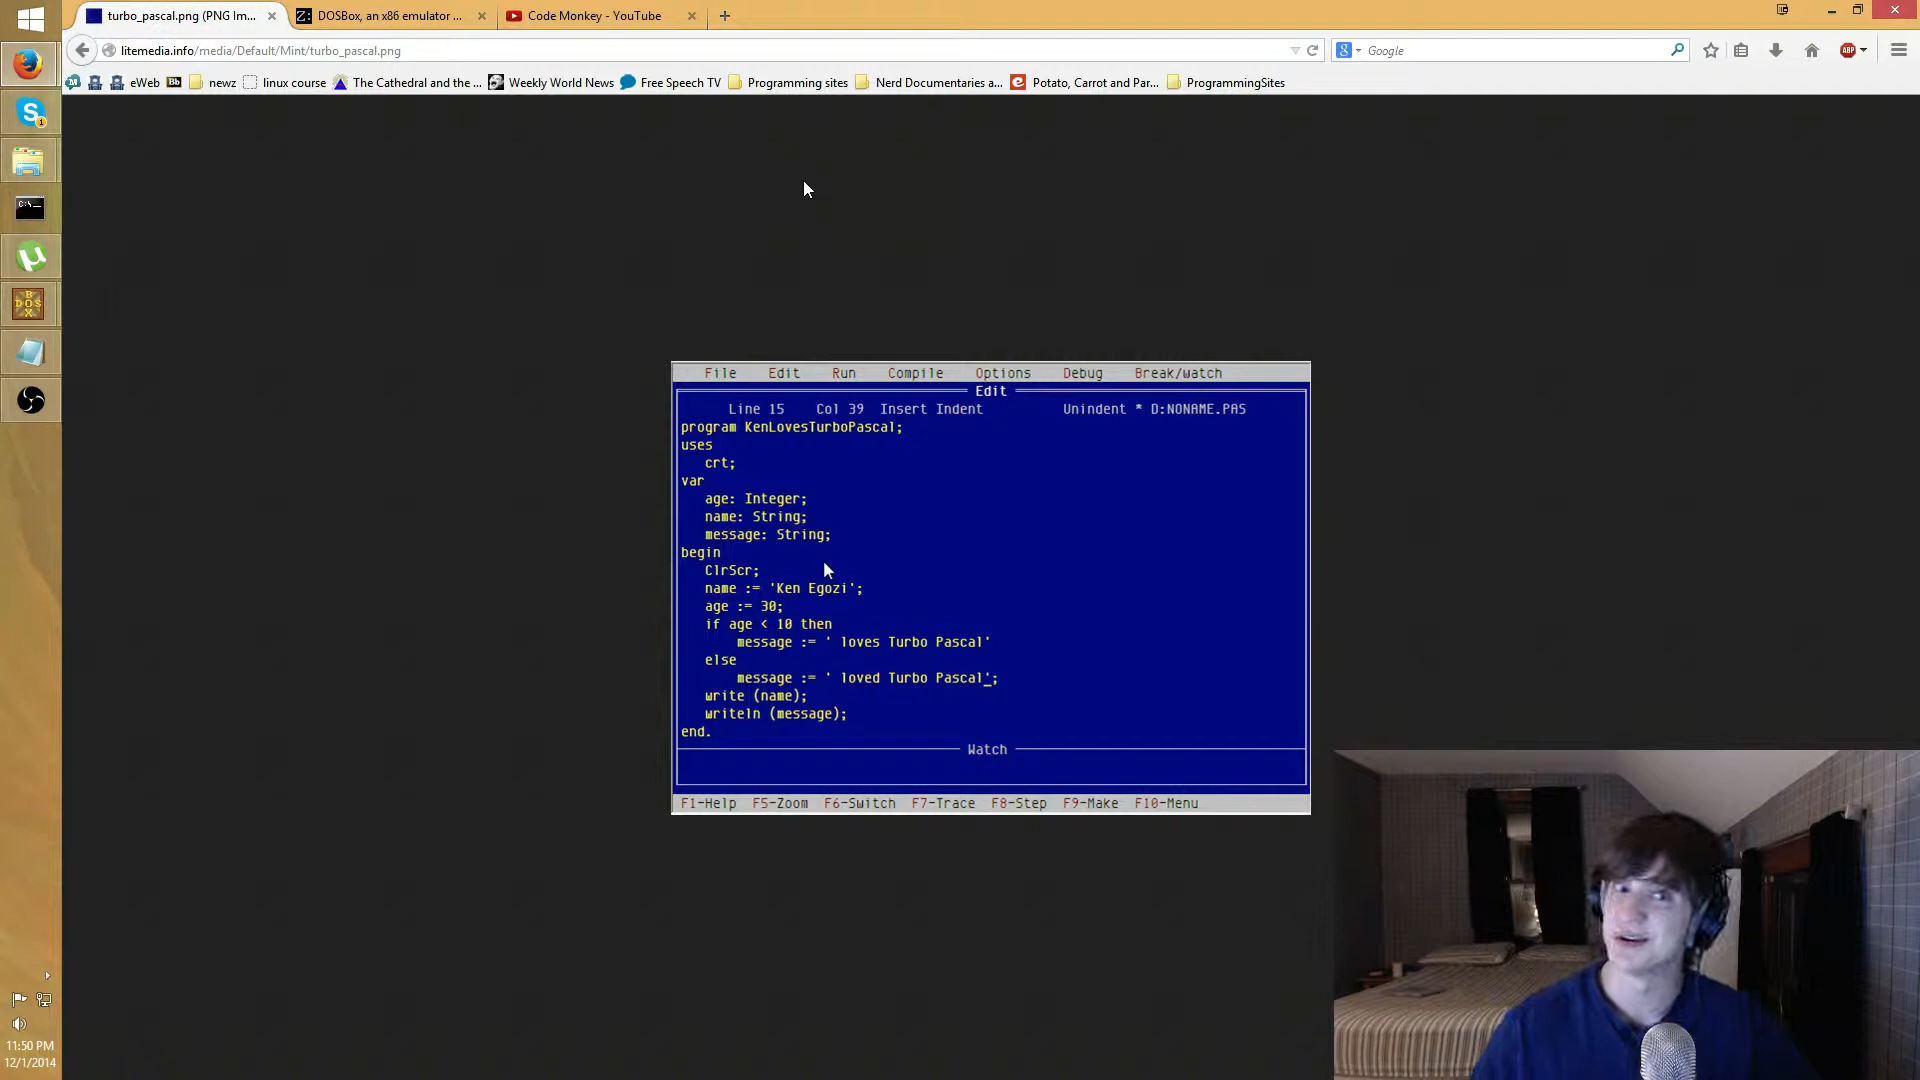 turbo_pascal.png (PNG Im...
DOSBox, an x86 emulator ...
Code Monkey - YouTube
litemedia.info/media/Default/Mint/turbo_pascal.png
Google
ABP
eWeb
Bb
newz
linux course
The Cathedral and the ...
Weekly World News
Free Speech TV
Programming sites
Nerd Documentaries a...
Potato, Carrot and Par...
ProgrammingSites
File Edit Run Compile Options Debug Break/watch
Edit
Line 15 Col 39 Insert Indent Unindent * D:NONAME.PAS
program KenLovesTurboPascal;
uses
crt;
var
age: Integer;
name: String;
message: String;
begin
ClrScr;
name := 'Ken Egozi';
age := 30;
if age < 10 then
message := ' loves Turbo Pascal'
else
message := ' loved Turbo Pascal';
write (name);
writeln (message);
end.
Watch
F1-Help F5-Zoom F6-Switch F7-Trace F8-Step F9-Make F10-Menu
11:50 PM
12/1/2014